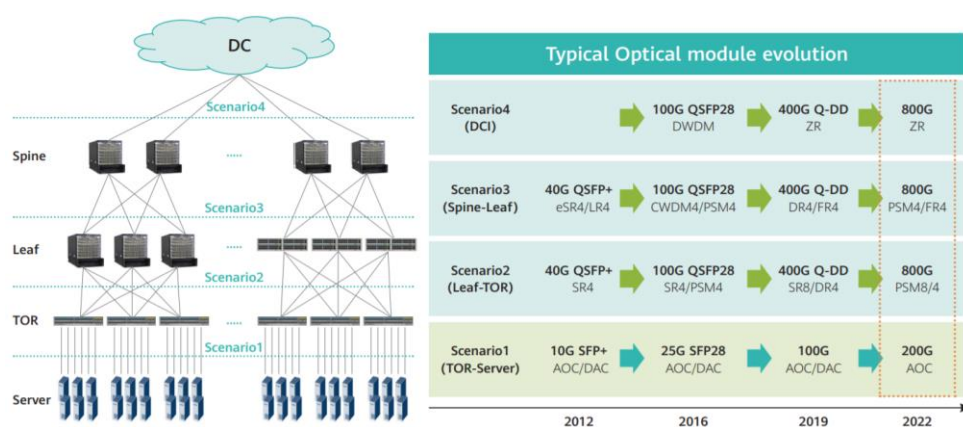 DC
Scenario4
Spine
.....
.....
Scenario3
Leaf
.....
Scenario2
TOR
.....
Scenario1
Server
Typical Optical module evolution
Scenario4
(DCI)
100G QSFP28
DWDM
400G Q-DD
ZR
800G
ZR
Scenario3
(Spine-Leaf)
40G QSFP+
eSR4/LR4
100G QSFP28
CWDM4/PSM4
400G Q-DD
DR4/FR4
800G
PSM4/FR4
Scenario2
(Leaf-TOR)
40G QSFP+
SR4
100G QSFP28
SR4/PSM4
400G Q-DD
SR8/DR4
800G
PSM8/4
Scenario1
(TOR-Server)
10G SFP+
AOC/DAC
25G SFP28
AOC/DAC
100G
AOC/DAC
200G
AOC
2012
2016
2019
2022